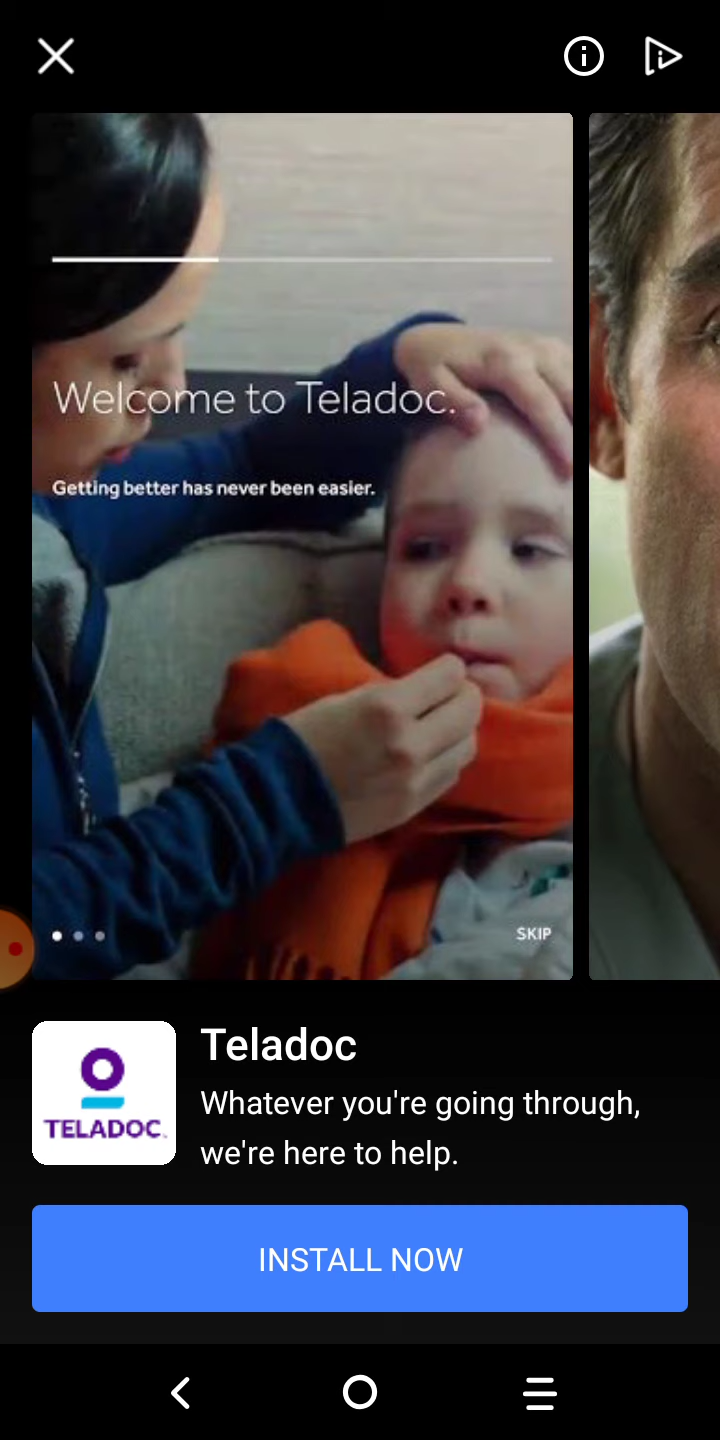 Welcome to Teladoc.
Getting better has never been easier.
SKIP
TELADOC
Teladoc
Whatever you're going through,
we're here to help.
INSTALL NOW